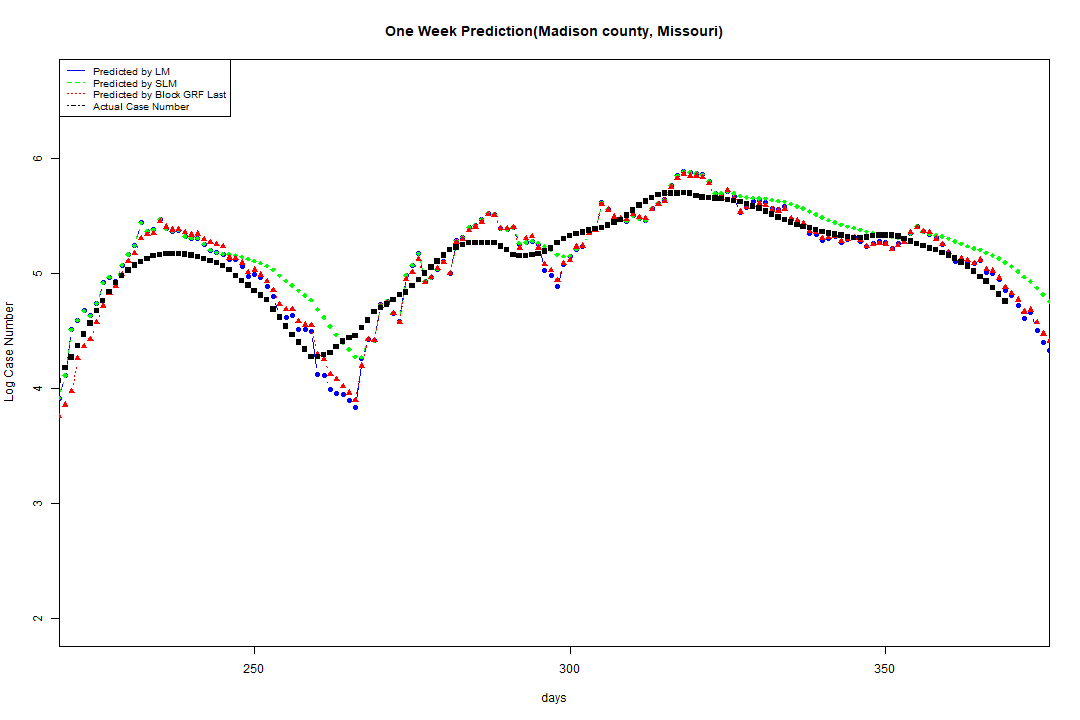 One Week Prediction(Madison county, Missouri)
Predicted by LM
Predicted by SLM
Predicted by Block GRF Last
Actual Case Number
6
5
4
3
2
Log Case Number
250 300 350
days